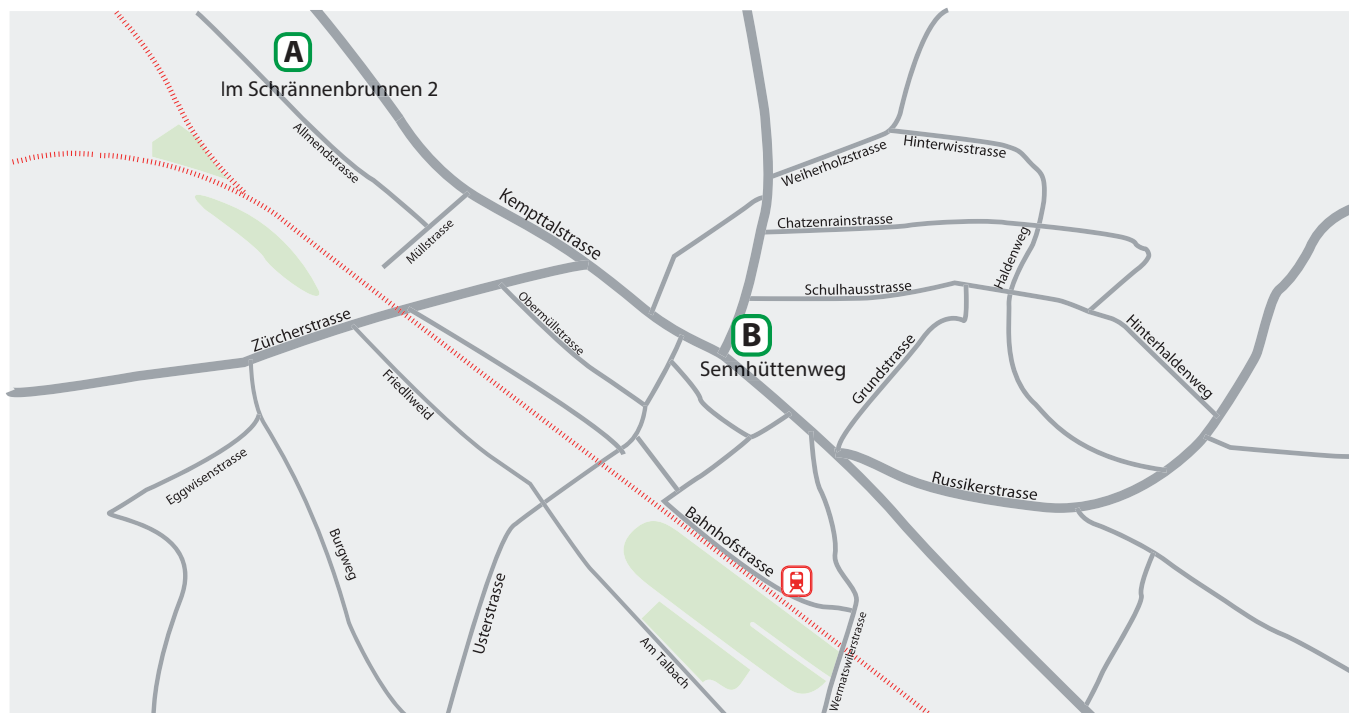 A
Im Schrännenbrunnen 2
Allmendstrasse
Müllstrasse
Kempttalstrasse
Weiherholzstrasse
Hinterwisstrasse
Chatzenrainstrasse
Haldenweg
Schulhausstrasse
Zürcherstrasse
Obermüllstrasse
B
Sennhüttenweg
Hinterhaldenweg
Grundstrasse
Friedliweid
Eggwisenstrasse
Russikerstrasse
Bahnhofstrasse
Burgweg
Usterstrasse
Am Talbach
Wermatswilerstrasse